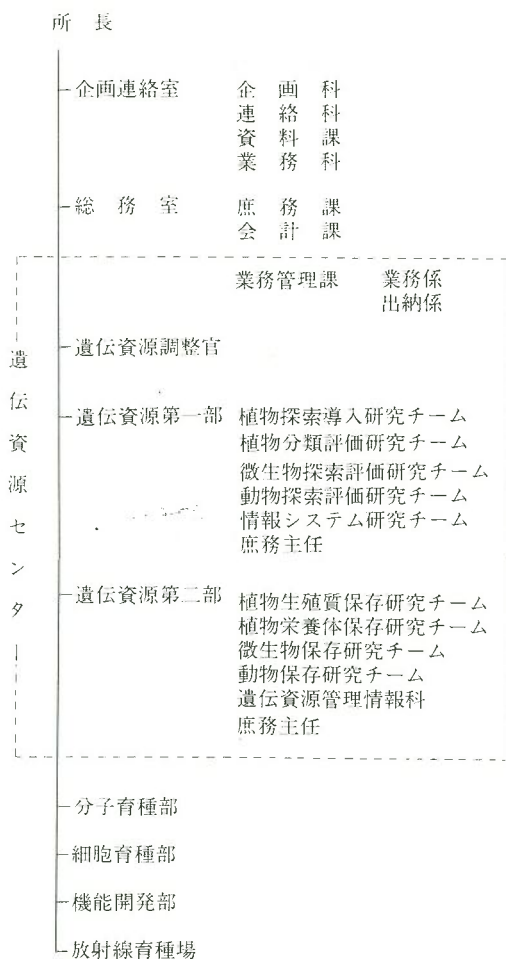 所長
企画連絡室 企画科
連絡科
資料課
業務科
総務室 庶務課
会計課
業務管理課 業務係
出納係
遺伝資源センター
遺伝資源調整官
遺伝資源第一部 植物探索導入研究チーム
植物分類評価研究チーム
微生物探索評価研究チーム
動物探索評価研究チーム
情報システム研究チーム
庶務主任
遺伝資源第二部 植物生殖質保存研究チーム
植物栄養体保存研究チーム
微生物保存研究チーム
動物保存研究チーム
遺伝資源管理情報科
庶務主任
分子育種部
細胞育種部
機能開発部
放射線育種場